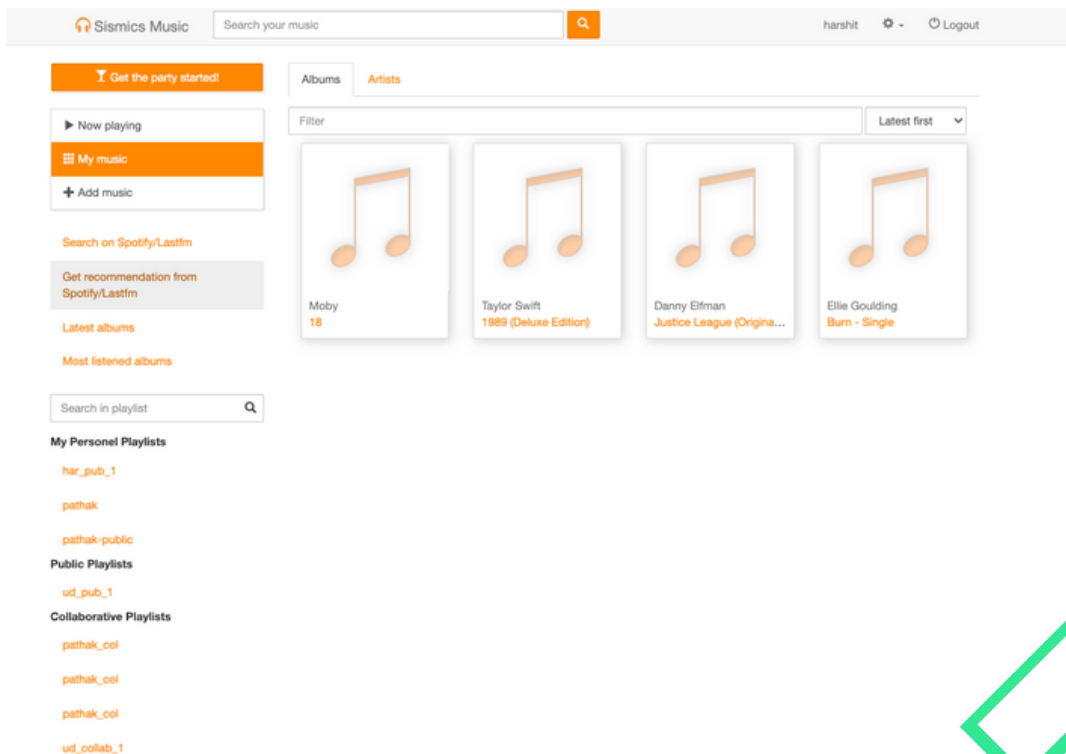 Sismics Music
Search your music
harshit
Logout
Get the party started!
Now playing
My music
Add music
Search on Spotify/Lastfm
Get recommendation from
Spotify/Lastfm
Latest albums
Most listened albums
Search in playlist
My Personel Playlists
har_pub_1
pathak
pathak-public
Public Playlists
ud_pub_1
Collaborative Playlists
pathak_col
pathak_col
pathak_col
ud_collab_1
Albums
Artists
Filter
Latest first
Moby
18
Taylor Swift
1989 (Deluxe Edition)
Danny Elfman
Justice League (Origina...
Ellie Goulding
Burn - Single